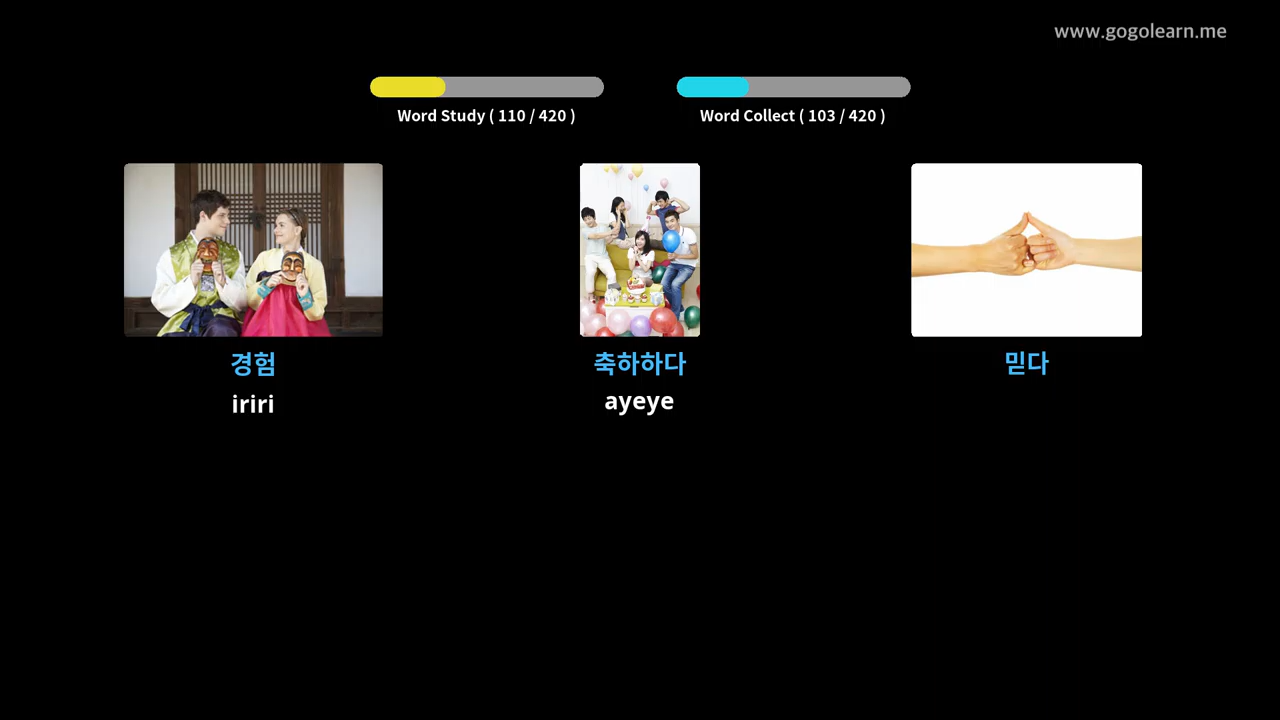 www.gogolearn.me
Word Study ( 110 / 420 )
Word Collect ( 103 / 420 )
경험
축하하다
믿다
iriri
ayeye